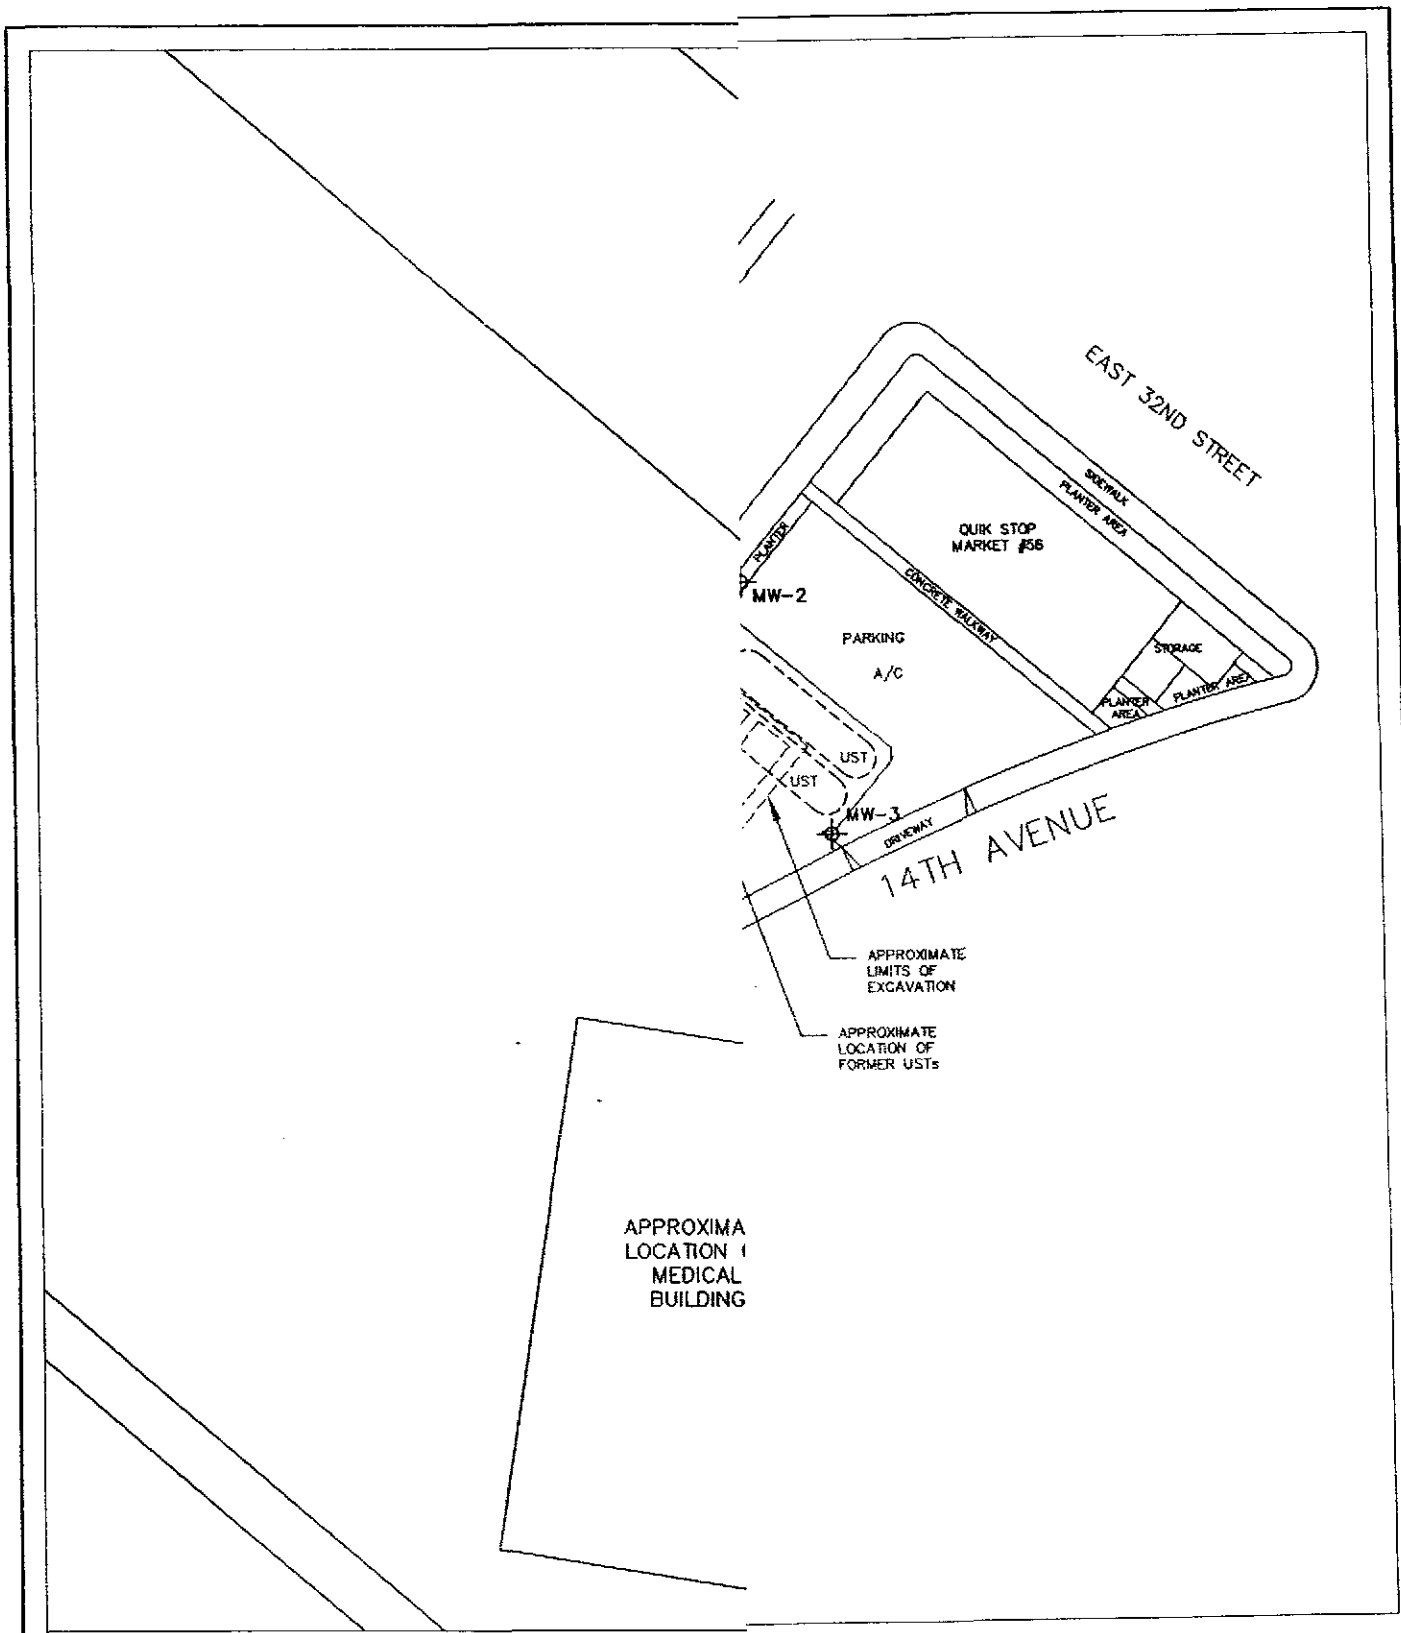 EAST 32ND STREET
SIDEWALK
PLANTER AREA
QUIK STOP
MARKET #56
PLANTER
CONCRETE WALKWAY
MW-2
PARKING
A/C
STORAGE
PLANTER AREA
PLANTER
AREA
UST
UST
MW-3
DRIVEWAY
14TH AVENUE
APPROXIMATE
LIMITS OF
EXCAVATION
APPROXIMATE
LOCATION OF
FORMER USTs
APPROXIMA
LOCATION
MEDICAL
BUILDING